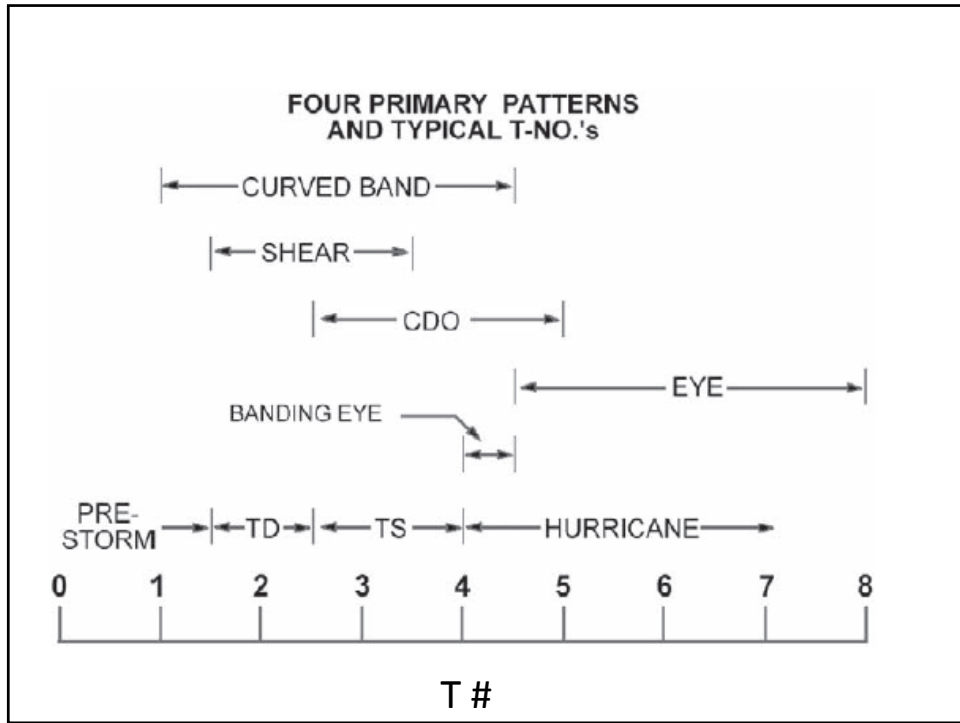 FOUR PRIMARY PATTERNS
AND TYPICAL T-NO.'s
CURVED BAND
SHEAR
CDO
EYE
BANDING EYE
PRE-
STORM
TD TS HURRICANE
0 1 2 3 4 5 6 7 8
T #